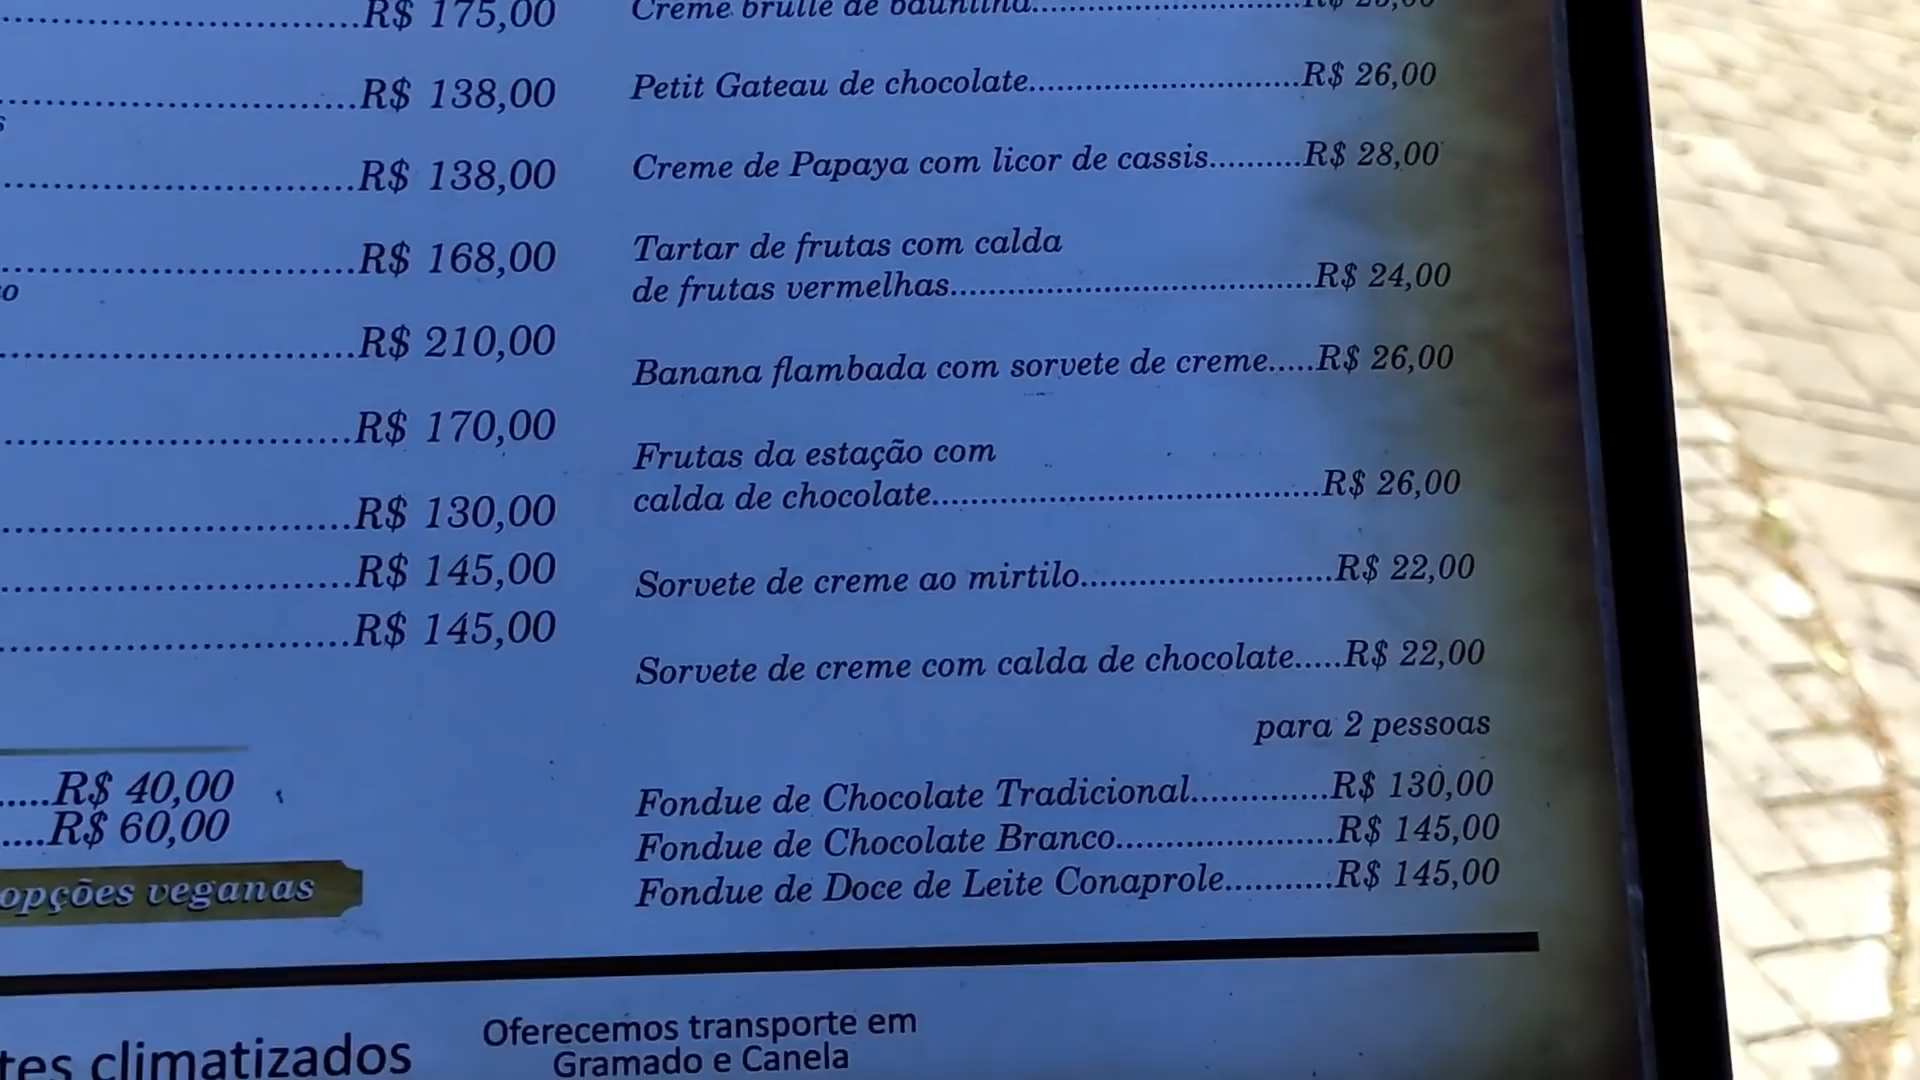 R$ 175,00
R$ 138,00
R$ 138,00
R$ 168,00
R$ 210,00
R$ 170,00
R$ 130,00
R$ 145,00
R$ 145,00
R$ 40,00
R$ 60,00
opções veganas
Creme brulle de baunilha
Petit Gateau de chocolate..............................R$ 26,00
Creme de Papaya com licor de cassis..........R$ 28,00
Tartar de frutas com calda
de frutas vermelhas........................................R$ 24,00
Banana flambada com sorvete de creme.....R$ 26,00
Frutas da estação com
calda de chocolate...........................................R$ 26,00
Sorvete de creme ao mirtilo............................R$ 22,00
Sorvete de creme com calda de chocolate.....R$ 22,00
para 2 pessoas
Fondue de Chocolate Tradicional...............R$ 130,00
Fondue de Chocolate Branco........................R$ 145,00
Fondue de Doce de Leite Conaprole............R$ 145,00
climatizados
Oferecemos transporte em
Gramado e Canela